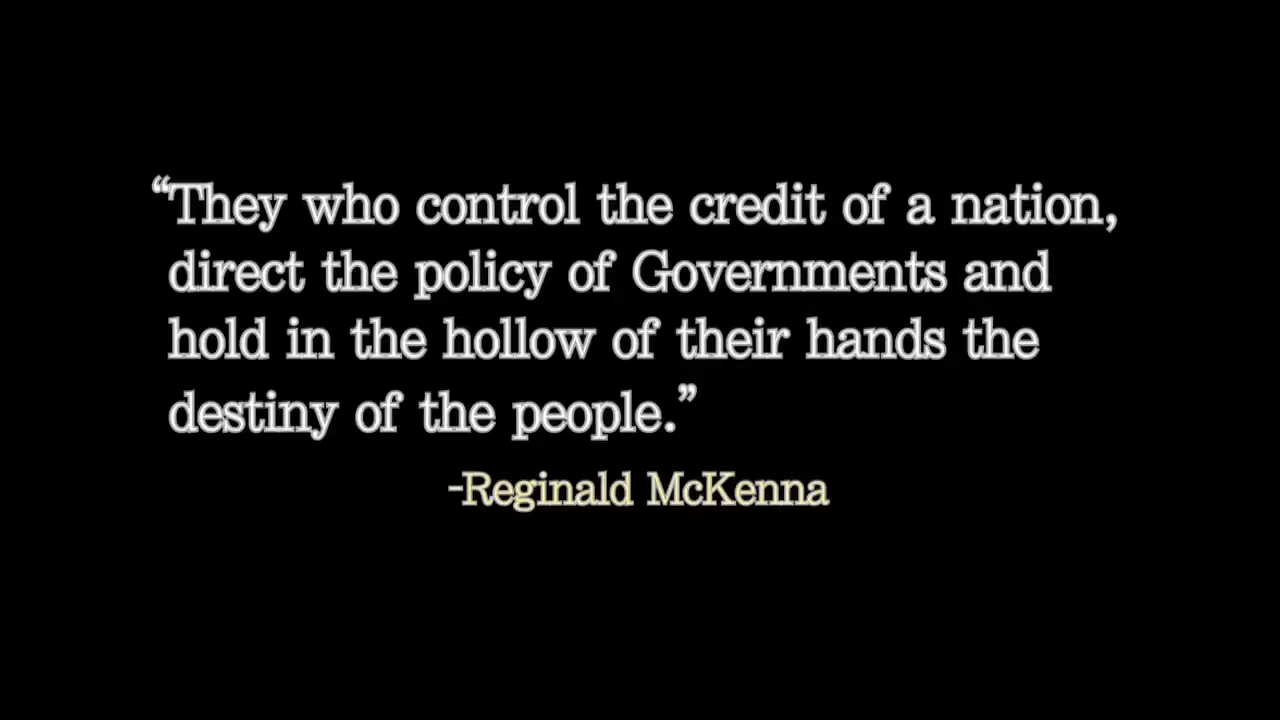 “They who control the credit of a nation,
direct the policy of Governments and
hold in the hollow of their hands the
destiny of the people.”
-Reginald McKenna